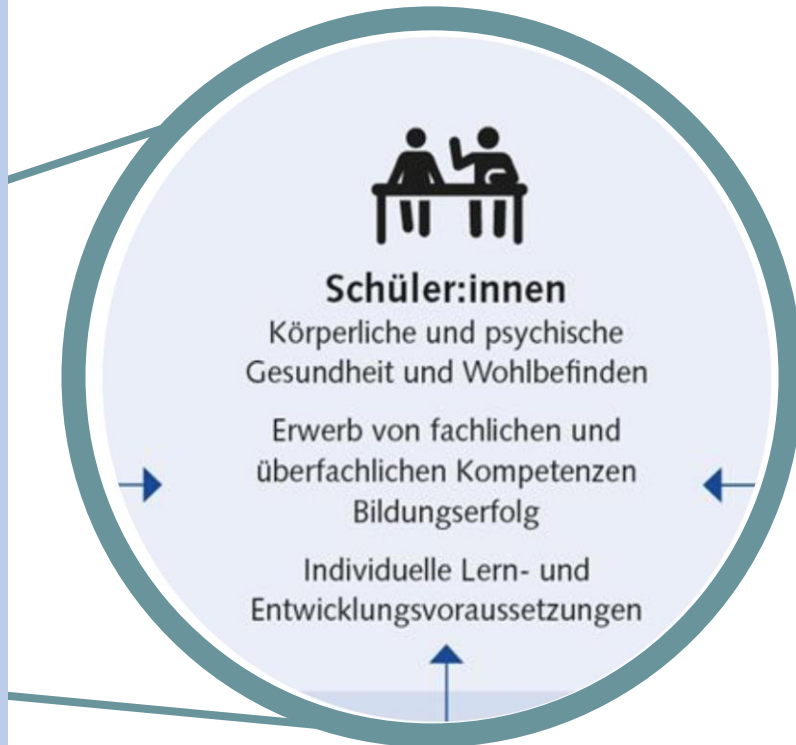 Schüler:innen
Körperliche und psychische
Gesundheit und Wohlbefinden
Erwerb von fachlichen und
überfachlichen Kompetenzen
Bildungserfolg
Individuelle Lern- und
Entwicklungsvoraussetzungen